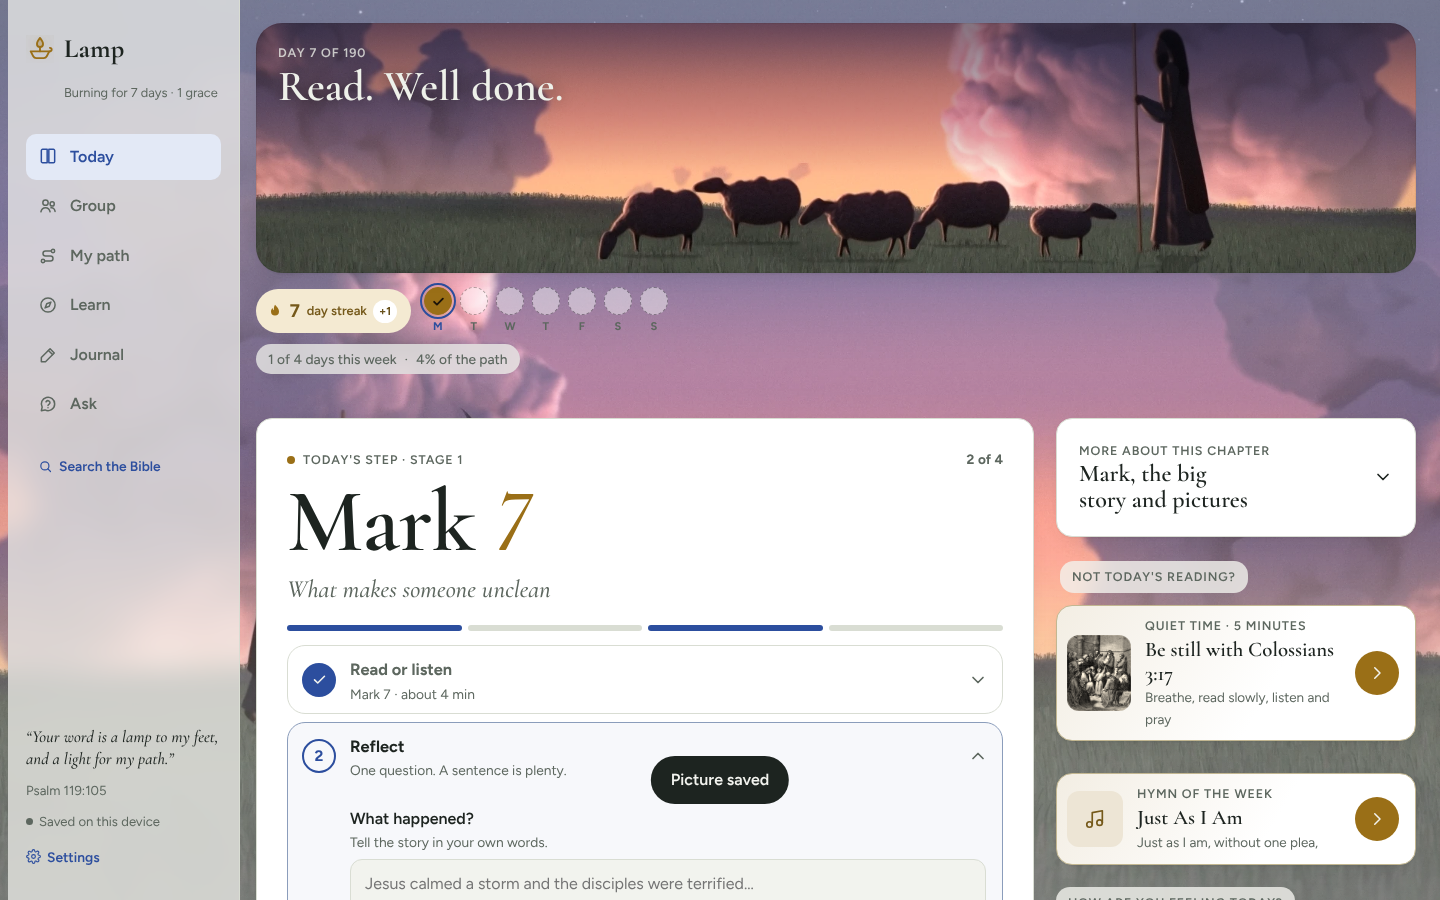 Lamp
Burning for 7 days · 1 grace
Today
Group
My path
Learn
Journal
Ask
Search the Bible
“Your word is a lamp to my feet,
and a light for my path.”
Psalm 119:105
Saved on this device
Settings
DAY 7 OF 190
Read. Well done.
7 day streak +1
M T W T F S S
1 of 4 days this week · 4% of the path
TODAY'S STEP · STAGE 1
2 of 4
Mark 7
What makes someone unclean
Read or listen
Mark 7 · about 4 min
2
Reflect
One question. A sentence is plenty.
Picture saved
What happened?
Tell the story in your own words.
Jesus calmed a storm and the disciples were terrified...
MORE ABOUT THIS CHAPTER
Mark, the big
story and pictures
NOT TODAY'S READING?
QUIET TIME · 5 MINUTES
Be still with Colossians
3:17
Breathe, read slowly, listen and
pray
HYMN OF THE WEEK
Just As I Am
Just as I am, without one plea,
HOW ARE YOU FEELING TODAY?